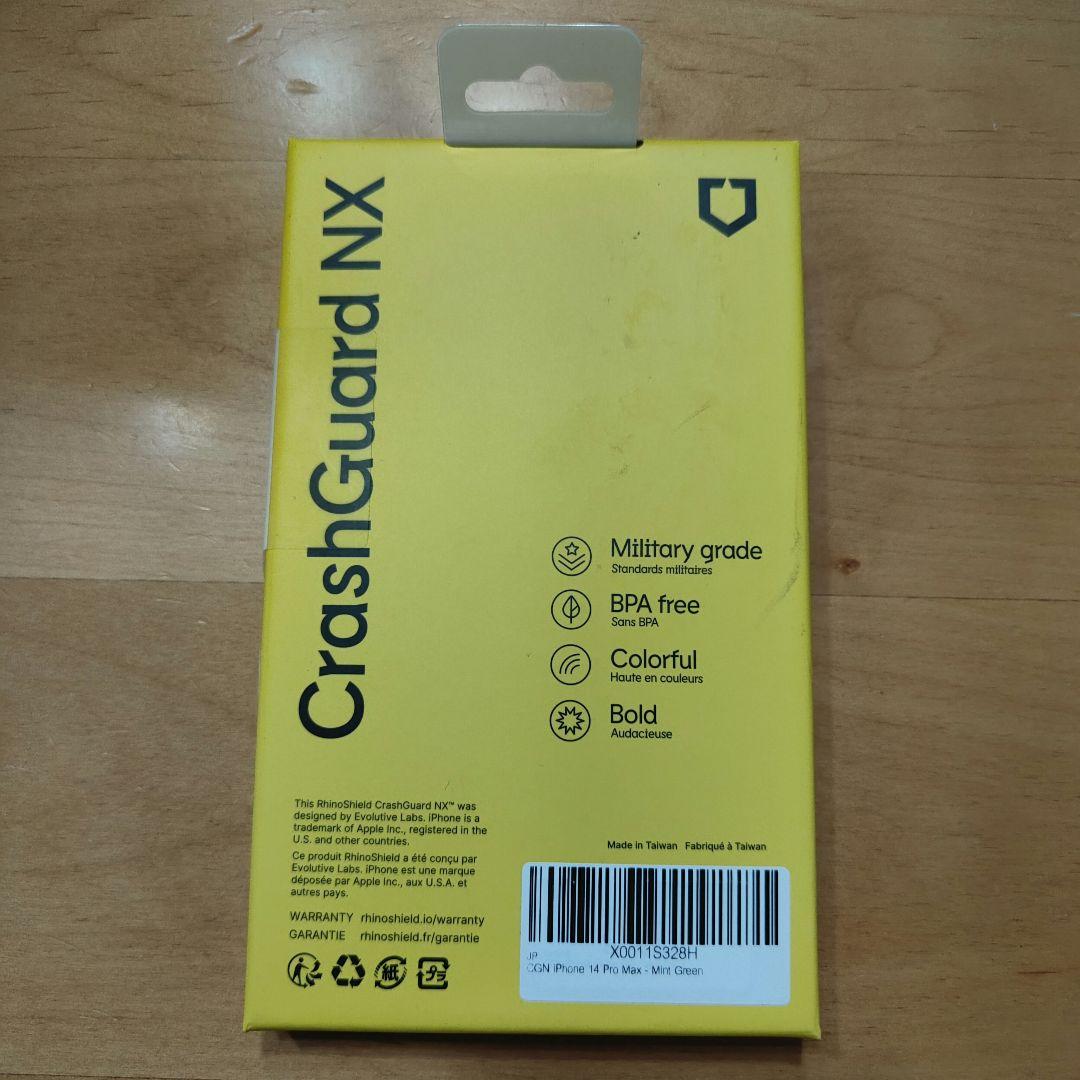 CrashGuard NX
Military grade
Standards militaires
BPA free
Sans BPA
Colorful
Haute en couleurs
Bold
Audacieuse
This RhinoShield CrashGuard NX™ was
designed by Evolutive Labs. iPhone is a
trademark of Apple Inc., registered in the
U.S. and other countries.
Ce produit RhinoShield a été conçu par
Evolutive Labs. iPhone est une marque
déposée par Apple Inc., aux U.S.A. et
autres pays.
WARRANTY rhinoshield.io/warranty
GARANTIE rhinoshield.fr/garantie
紙
プラ
Made in Taiwan Fabriqué à Taiwan
X0011S328H
JP
CGN iPhone 14 Pro Max - Mint Green